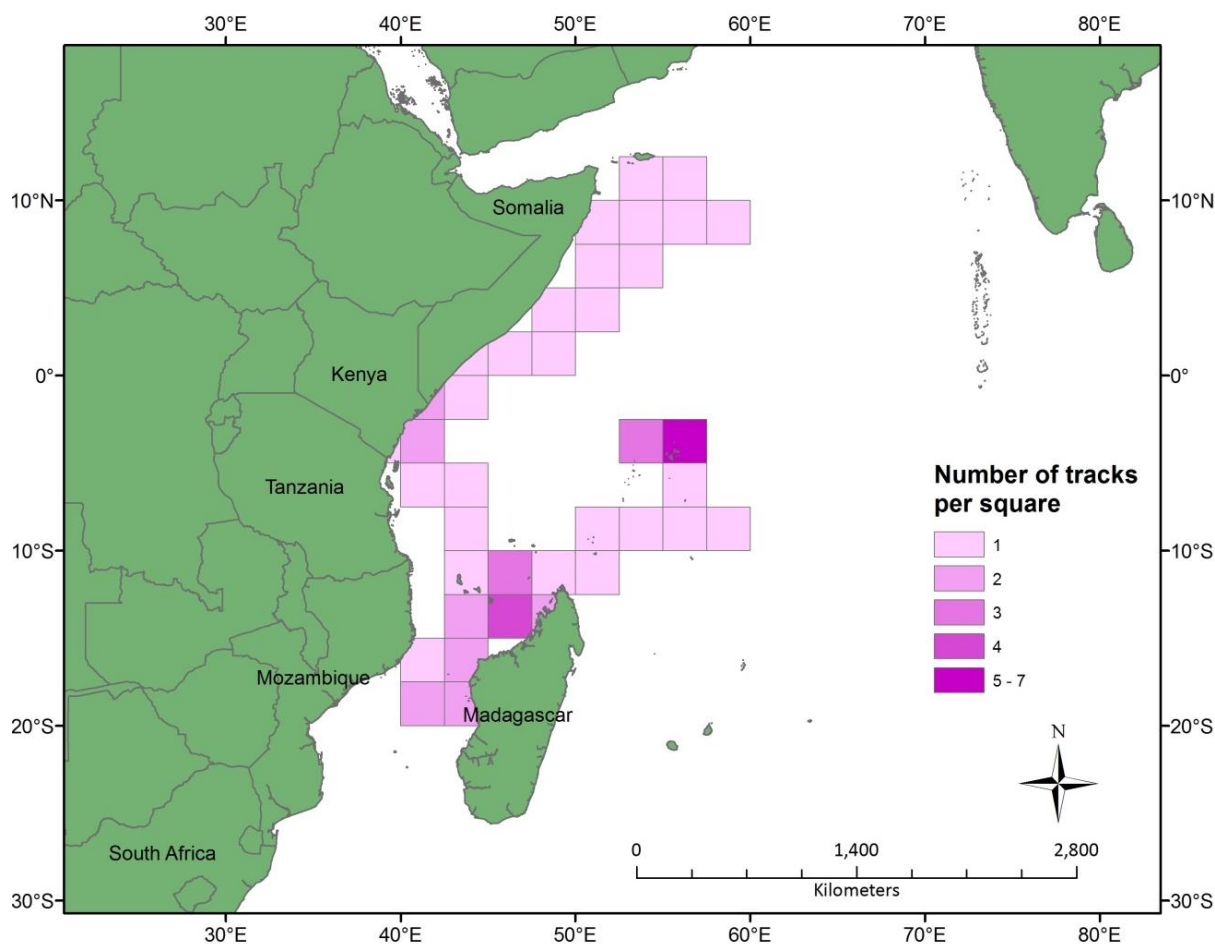 30°E 40°E 50°E 60°E 70°E 80°E
10°N Somalia 10°N
0° Kenya 0°
Tanzania
Number of tracks
per square
1
10°S 10°S
2
3
4
Mozambique 5 - 7
Madagascar
20°S 20°S
N
South Africa
0 1,400 2,800
Kilometers
30°S 30°S
30°E 40°E 50°E 60°E 70°E 80°E